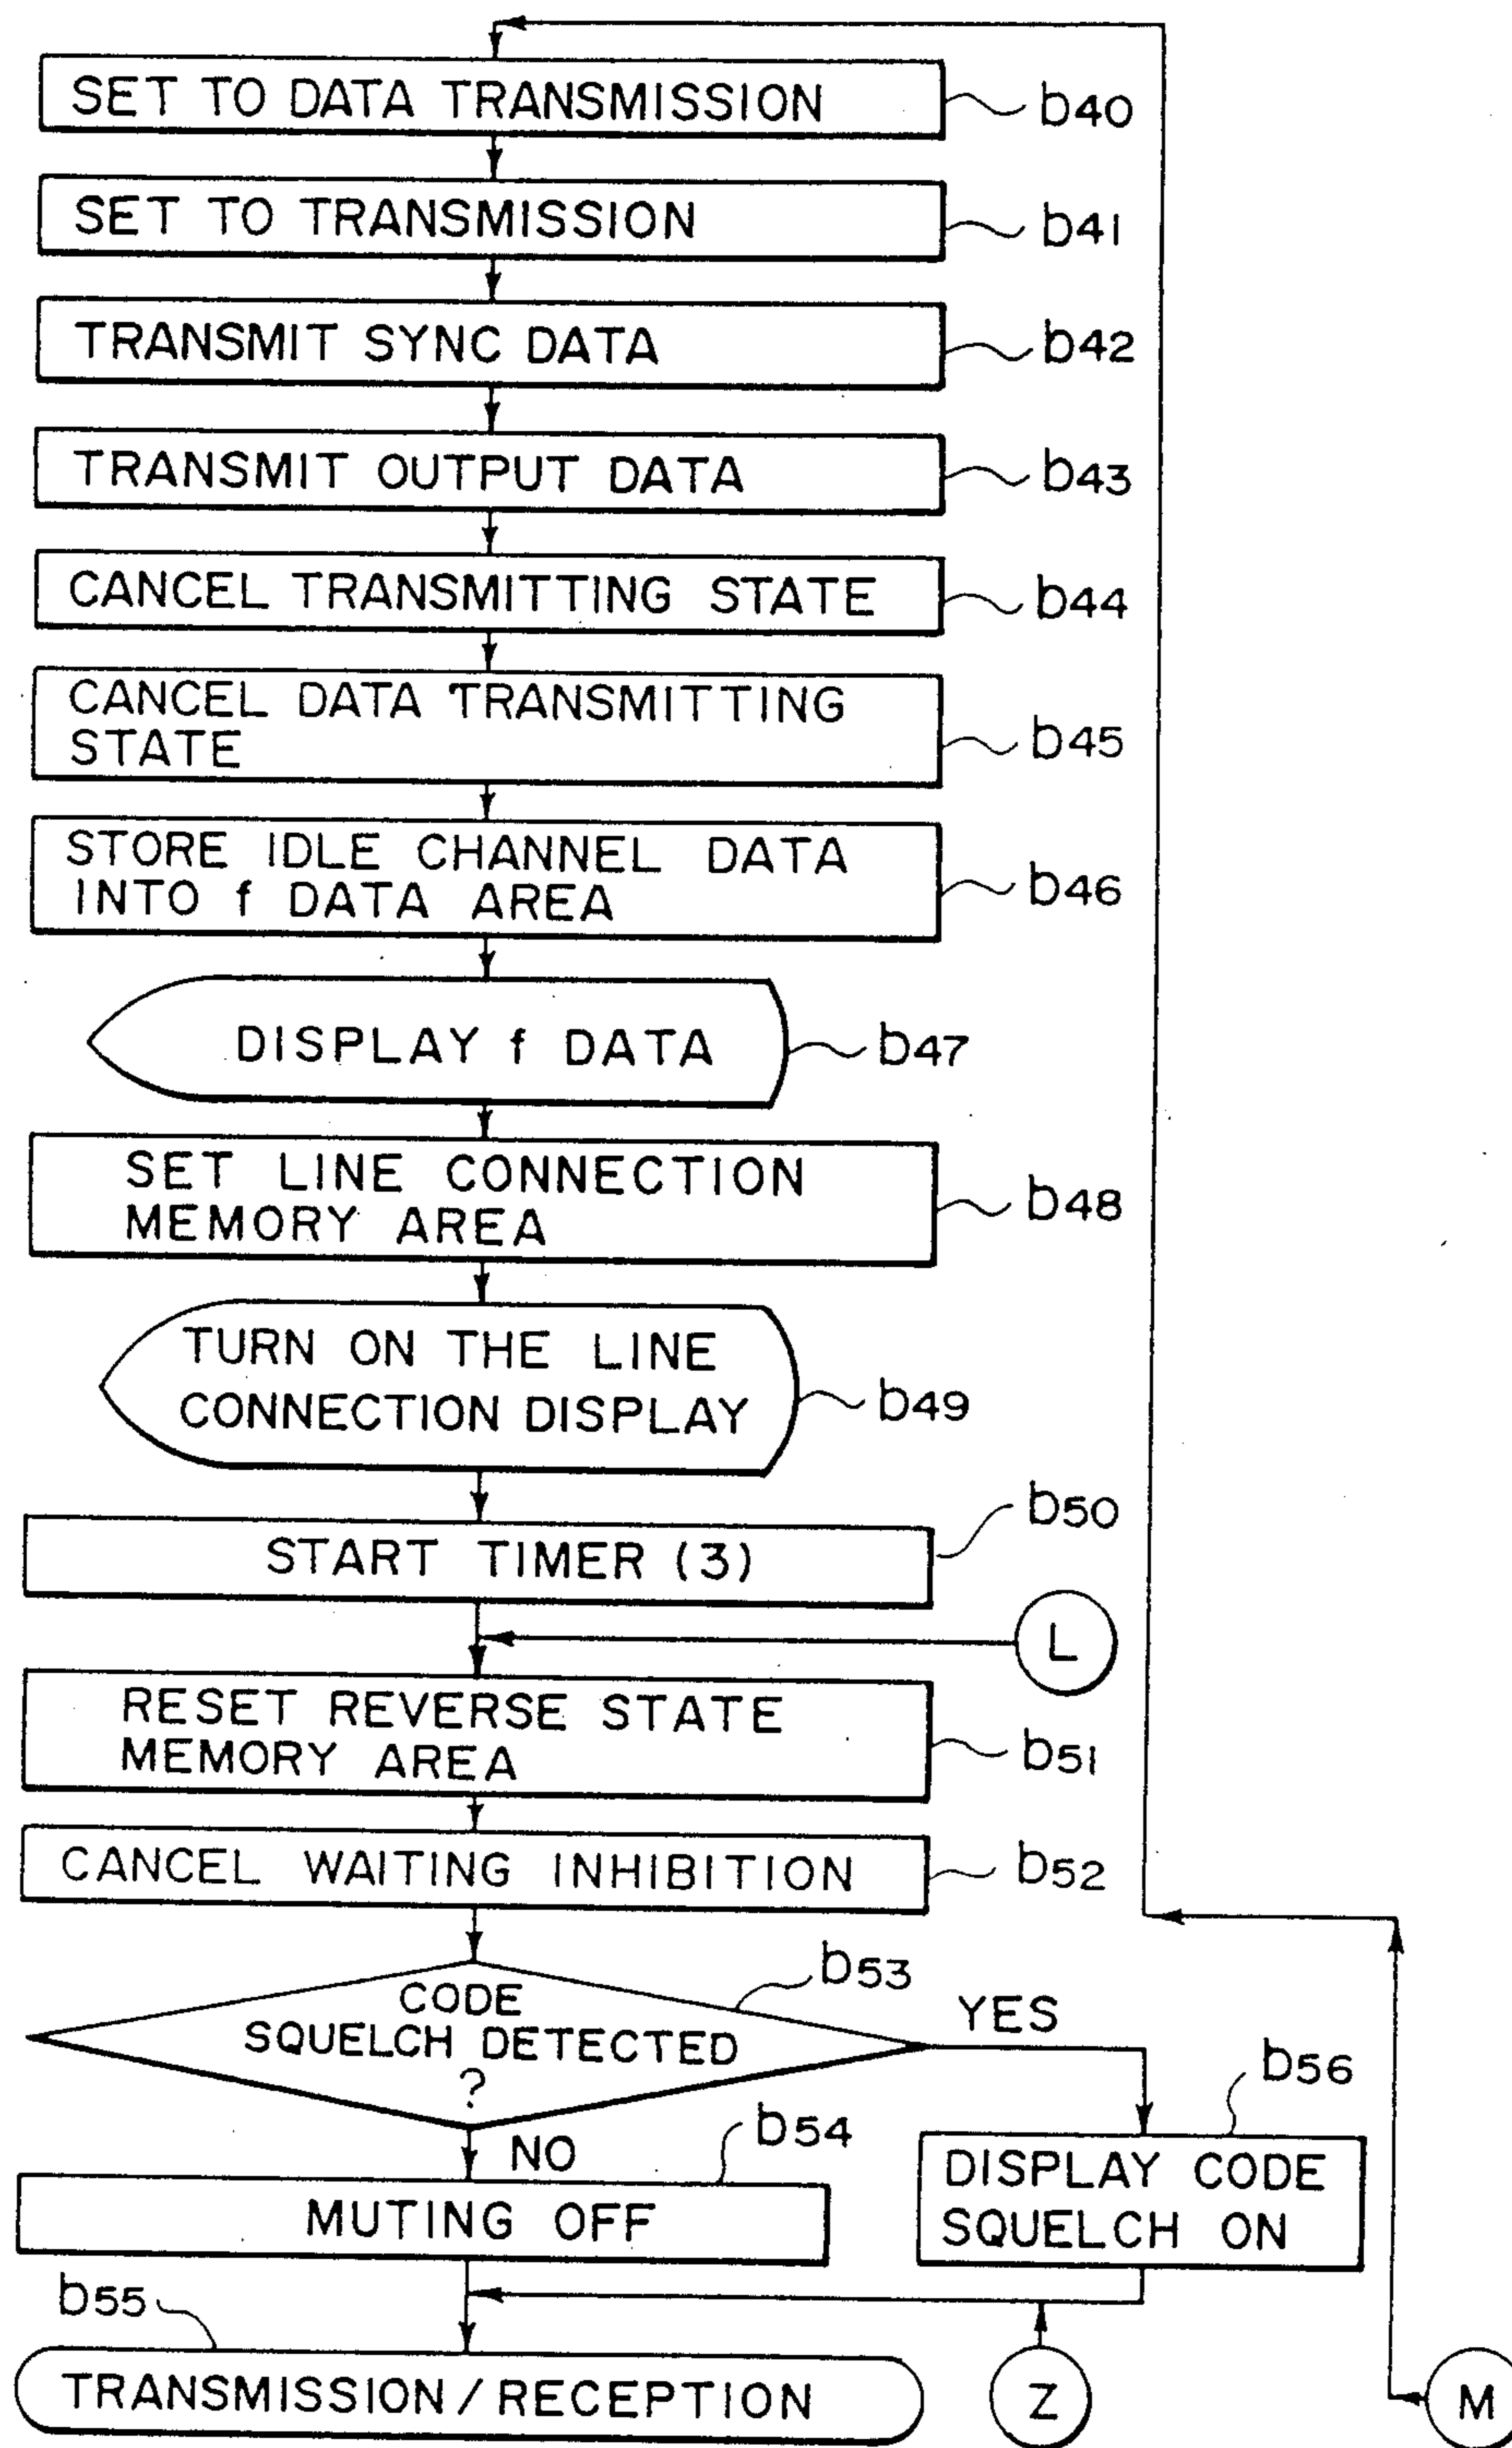 SET TO DATA TRANSMISSION b40
SET TO TRANSMISSION b41
TRANSMIT SYNC DATA b42
TRANSMIT OUTPUT DATA b43
CANCEL TRANSMITTING STATE b44
CANCEL DATA TRANSMITTING
STATE b45
STORE IDLE CHANNEL DATA
INTO f DATA AREA b46
DISPLAY f DATA b47
SET LINE CONNECTION
MEMORY AREA b48
TURN ON THE LINE
CONNECTION DISPLAY b49
b50
START TIMER (3)
L
RESET REVERSE STATE
MEMORY AREA b51
CANCEL WAITING INHIBITION b52
b53
CODE
SQUELCH DETECTED
?
YES
b56
b54
NO
DISPLAY CODE
SQUELCH ON
MUTING OFF
b55
TRANSMISSION/RECEPTION
Z
M